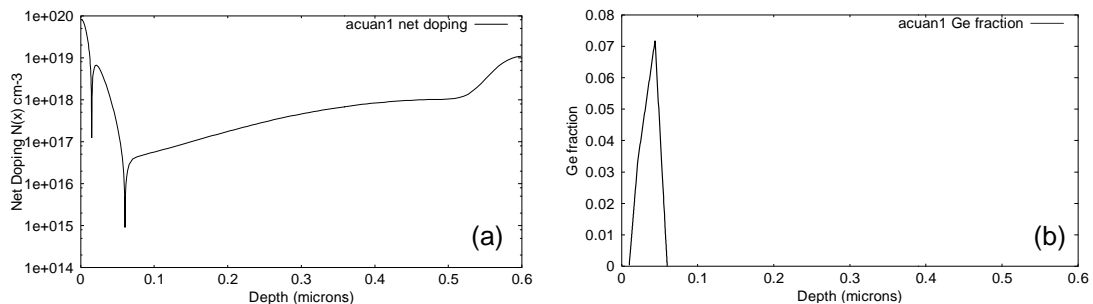 1e+020
1e+019
1e+018
1e+017
1e+016
1e+015
1e+014
Net Doping N(x) cm-3
acuan1 net doping
(a)
0 0.1 0.2 0.3 0.4 0.5 0.6
Depth (microns)
0.08
0.07
0.06
0.05
0.04
0.03
0.02
0.01
0
Ge fraction
acuan1 Ge fraction
(b)
0 0.1 0.2 0.3 0.4 0.5 0.6
Depth (microns)